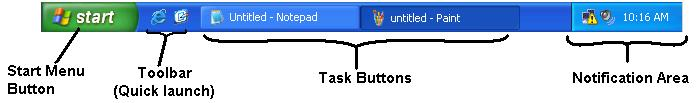 start
Untitled - Notepad
untitled - Paint
10:16 AM
Start Menu
Button
Toolbar
(Quick launch)
Task Buttons
Notification Area